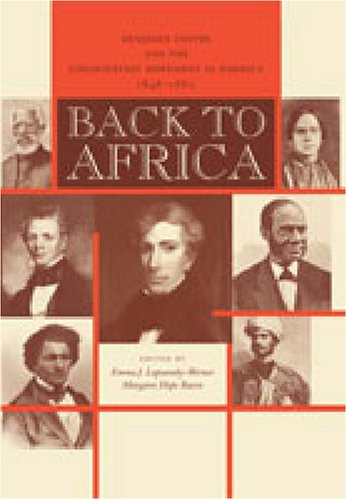 BENJAMIN COATES
AND THE
COLONIZATION MOVEMENT IN AMERICA
1848–1880
BACK TO
AFRICA
EDITED BY
Emma J. Lapsansky-Werner
Margaret Hope Bacon